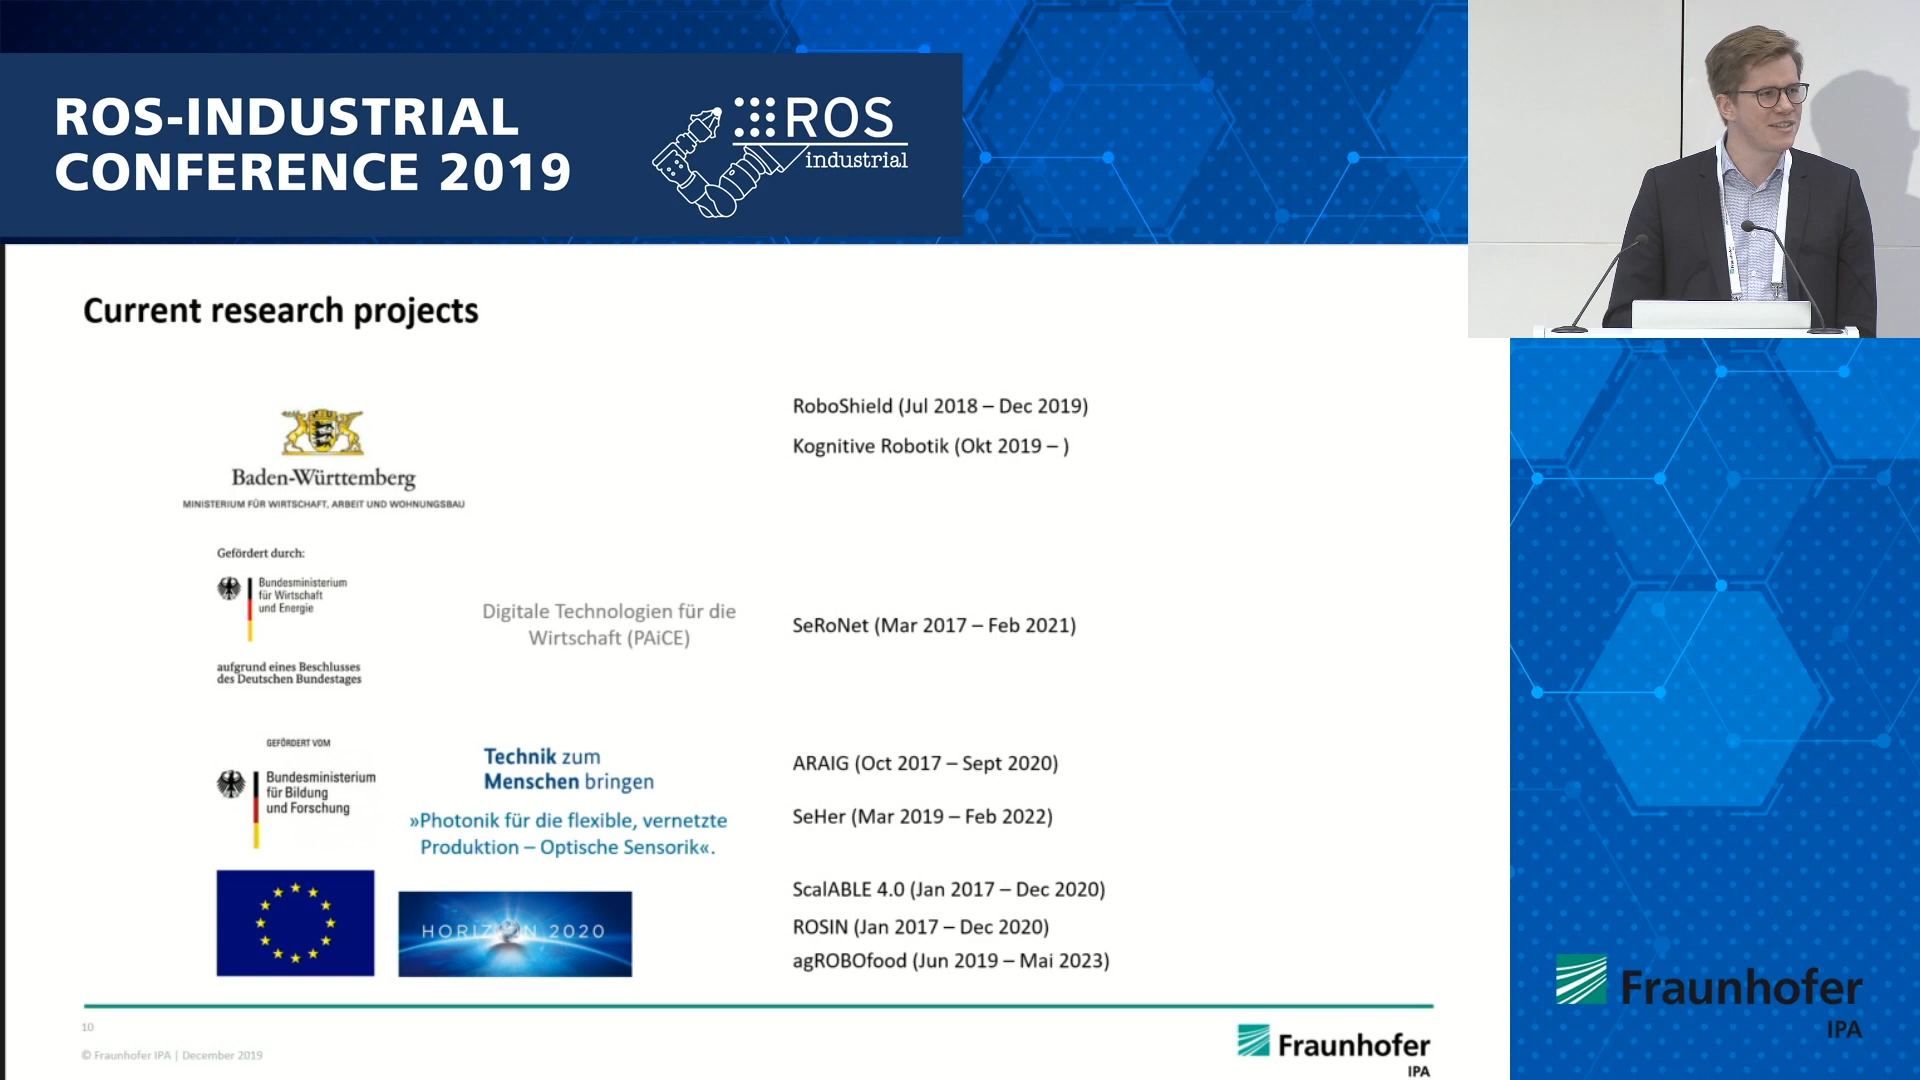 ROS-INDUSTRIAL
CONFERENCE 2019
ROS
industrial
Current research projects
Baden-Württemberg
MINISTERIUM FÜR WIRTSCHAFT, ARBEIT UND WOHNUNGSBAU
RoboShield (Jul 2018 – Dec 2019)
Kognitive Robotik (Okt 2019 – )
Gefördert durch:
Bundesministerium
für Wirtschaft
und Energie
aufgrund eines Beschlusses
des Deutschen Bundestages
Digitale Technologien für die
Wirtschaft (PAiCE)
SeRoNet (Mar 2017 – Feb 2021)
GEFÖRDERT VOM
Bundesministerium
für Bildung
und Forschung
Technik zum
Menschen bringen
»Photonik für die flexible, vernetzte
Produktion – Optische Sensorik«.
ARAIG (Oct 2017 – Sept 2020)
SeHer (Mar 2019 – Feb 2022)
HORIZON 2020
ScalABLE 4.0 (Jan 2017 – Dec 2020)
ROSIN (Jan 2017 – Dec 2020)
agROBOfood (Jun 2019 – Mai 2023)
10
© Fraunhofer IPA | December 2019
Fraunhofer
IPA
Fraunhofer
IPA